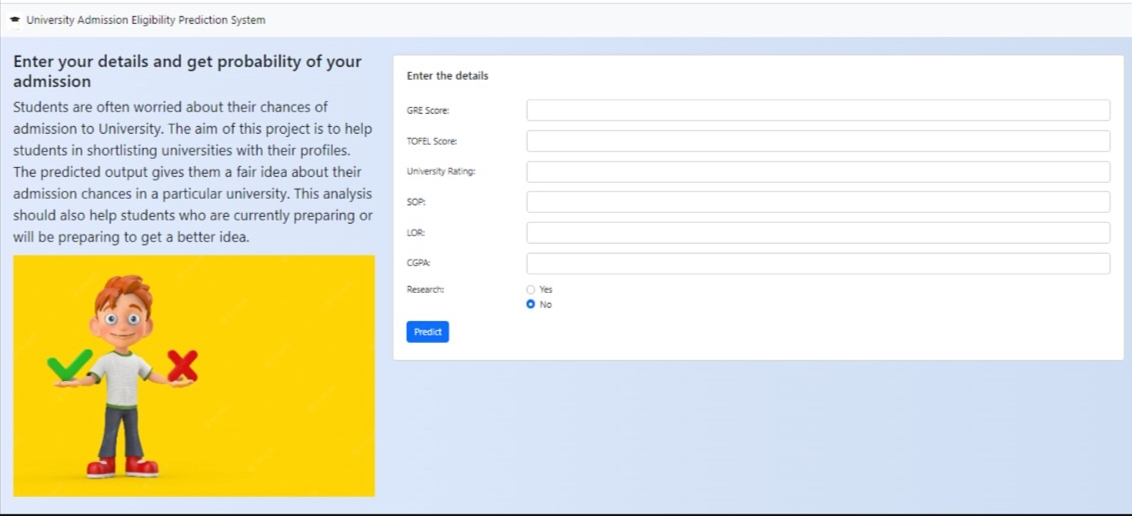 University Admission Eligibility Prediction System
Enter your details and get probability of your
admission
Students are often worried about their chances of
admission to University. The aim of this project is to help
students in shortlisting universities with their profiles.
The predicted output gives them a fair idea about their
admission chances in a particular university. This analysis
should also help students who are currently preparing or
will be preparing to get a better idea.
Enter the details
GRE Score:
TOFEL Score:
University Rating:
SOP:
LOR:
CGPA:
Research:
Yes
No
Predict